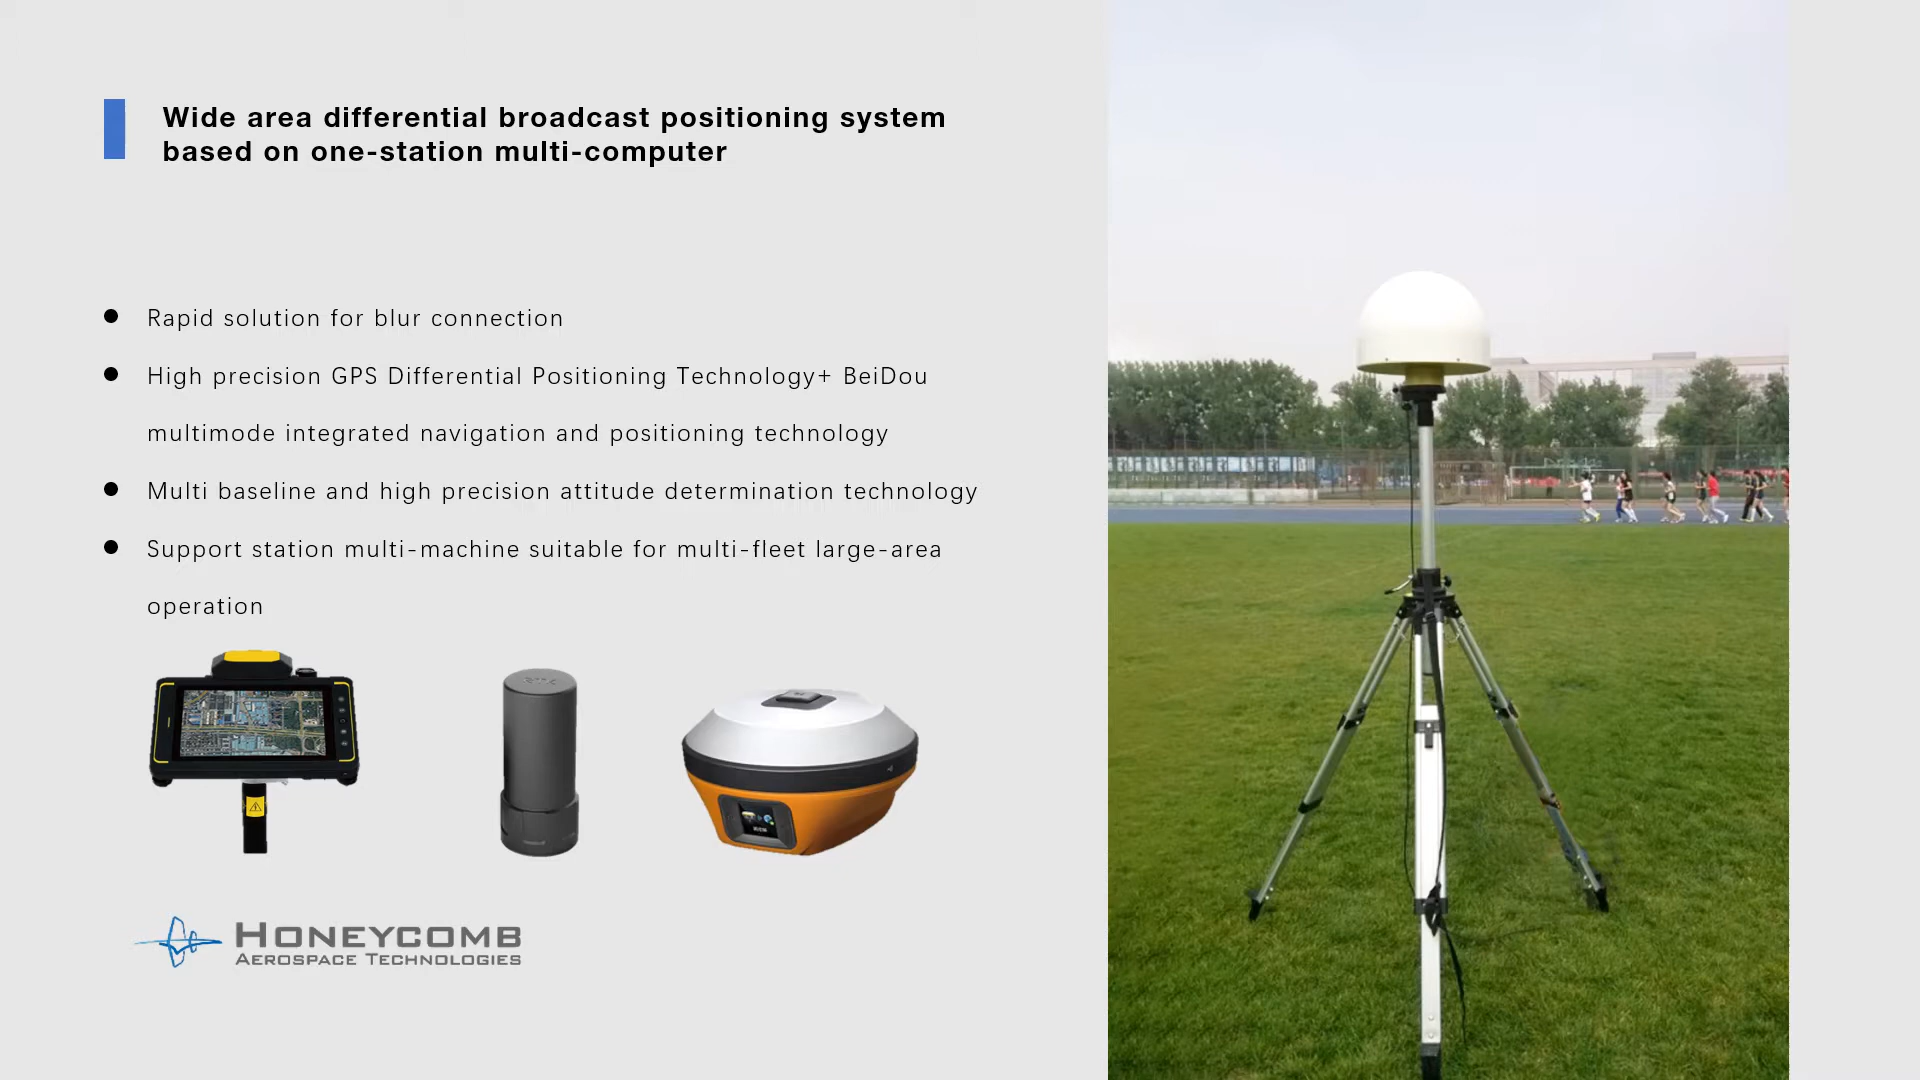 Wide area differential broadcast positioning system
based on one-station multi-computer
Rapid solution for blur connection
High precision GPS Differential Positioning Technology+ BeiDou
multimode integrated navigation and positioning technology
Multi baseline and high precision attitude determination technology
Support station multi-machine suitable for multi-fleet large-area
operation
HONEYCOMB
AEROSPACE TECHNOLOGIES